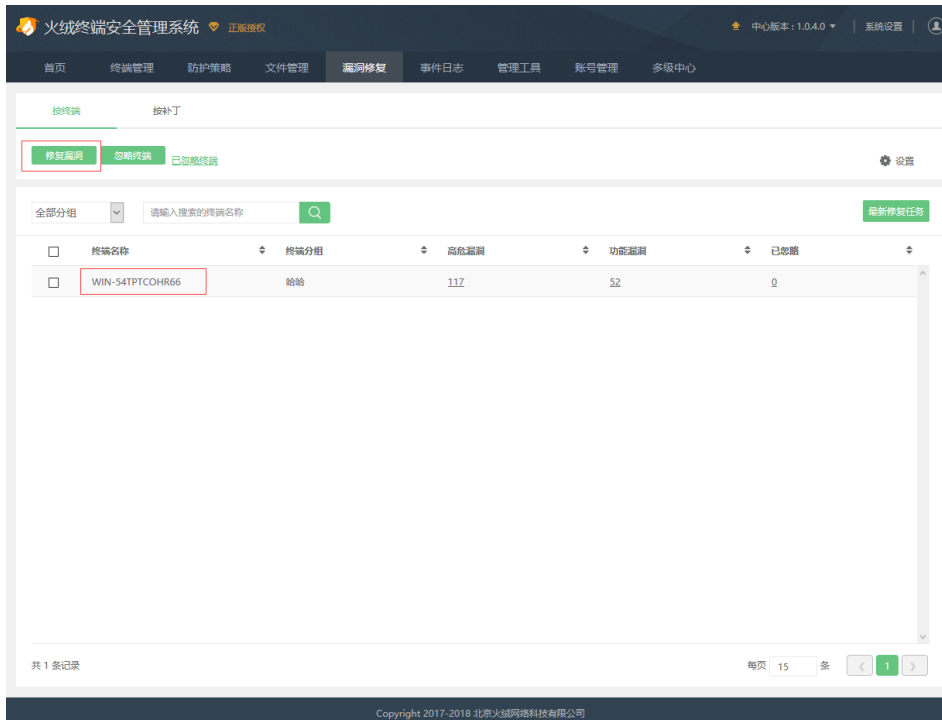 火绒终端安全管理系统 正版授权 中心版本 : 1.0.4.0 系统设置
首页 终端管理 防护策略 文件管理 漏洞修复 事件日志 管理工具 账号管理 多级中心
按终端 按补丁
修复漏洞 忽略终端 已忽略终端 设置
全部分组 请输入搜索的终端名称 最新修复任务
终端名称 终端分组 高危漏洞 功能漏洞 已忽略
WIN-54TPTCOHR66 哈哈 117 52 0
共 1 条记录 每页 15 条 1
Copyright 2017-2018 北京火绒网络科技有限公司